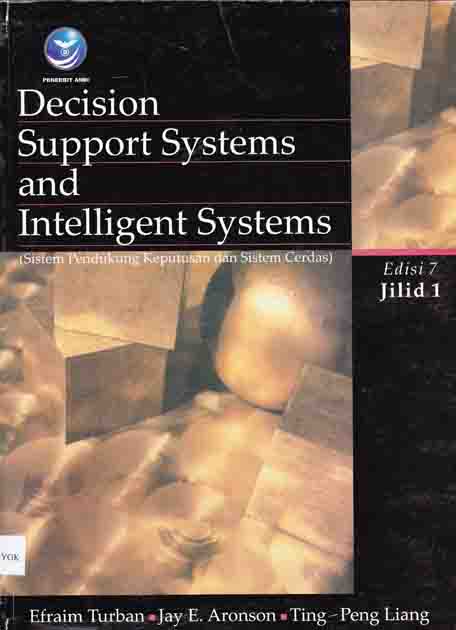 PENERBIT ANDI
Decision
Support Systems
and
Intelligent Systems
(Sistem Pendukung Keputusan dan Sistem Cerdas)
Edisi 7
Jilid 1
YOK
Efraim Turban ▪ Jay E. Aronson ▪ Ting - Peng Liang